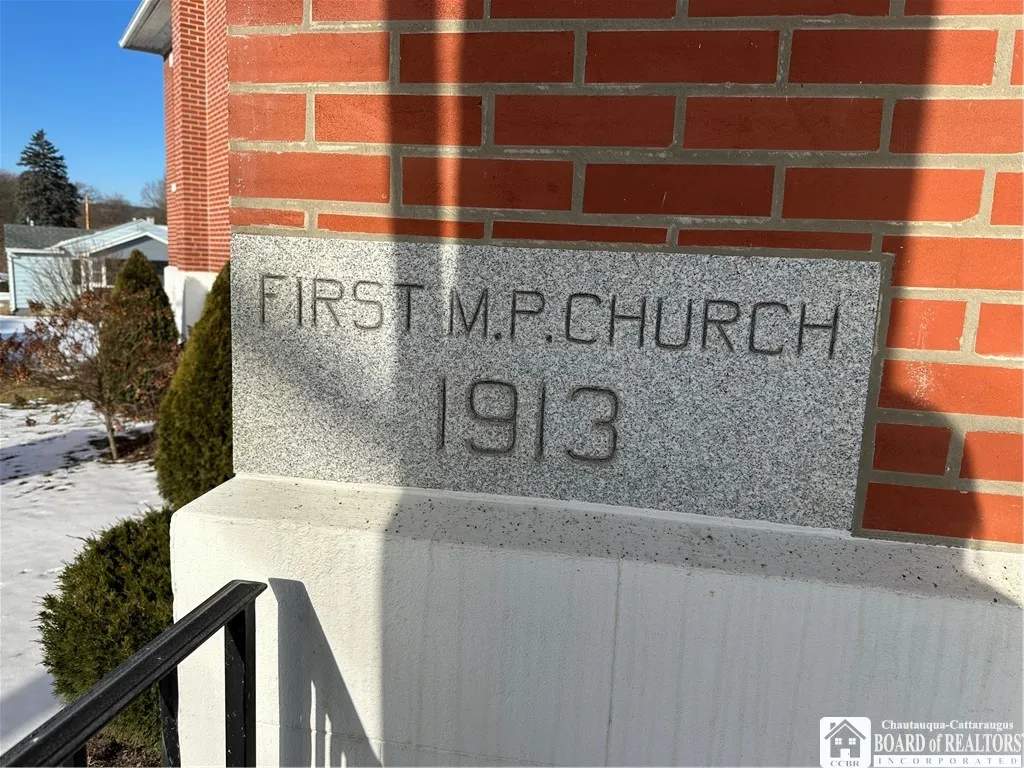 FIRST M.P. CHURCH
1913
Chautauqua-Cattaraugus
BOARD of REALTORS
CCBR
INCORPORATED